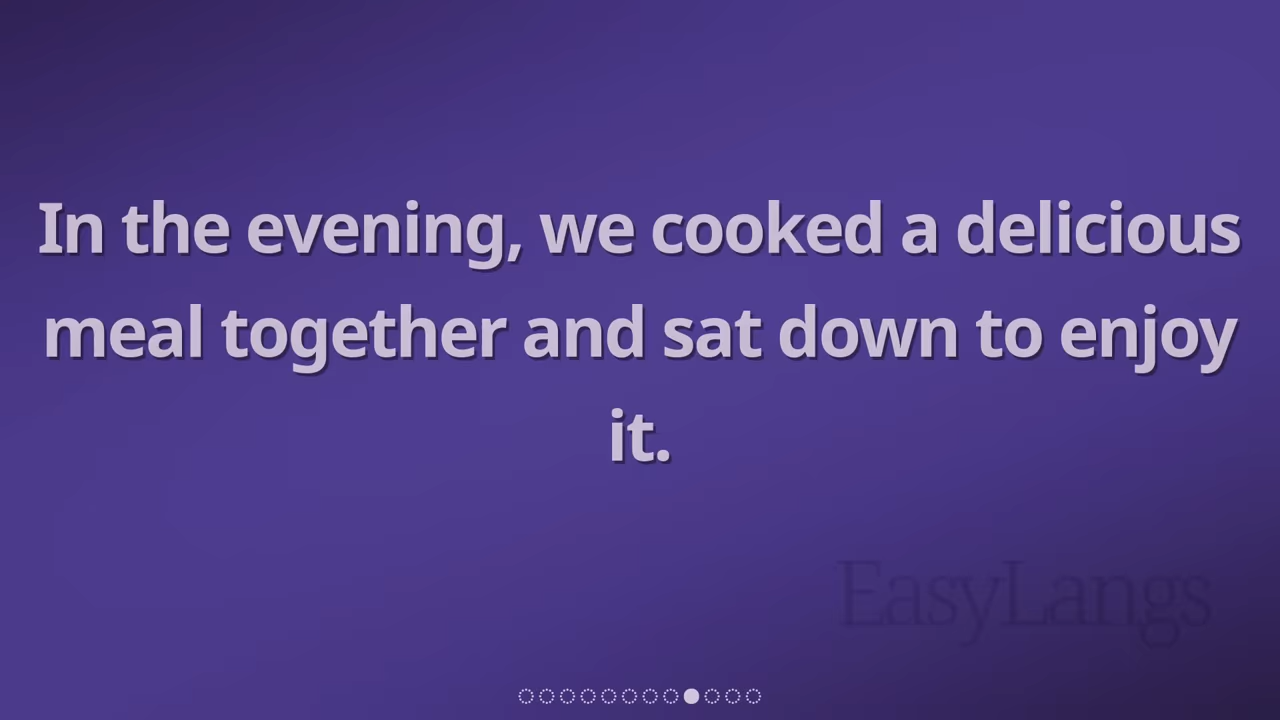 In the evening, we cooked a delicious
meal together and sat down to enjoy
it.
EasyLangs